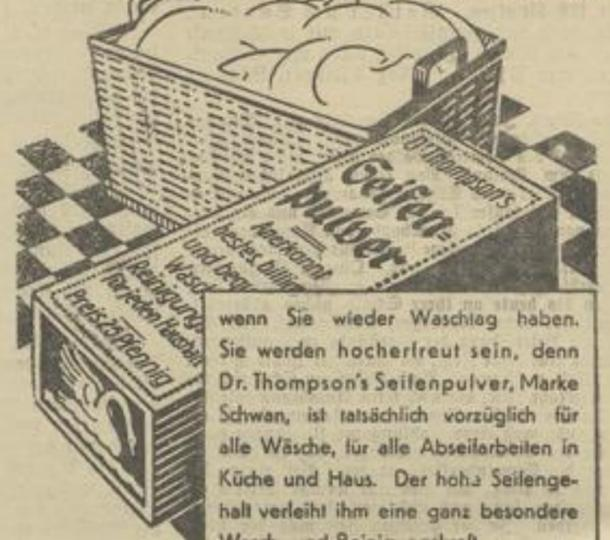 Dr. Thompson's
Seifen=
pulver
Anerkannt
bestes, billig
und beq
Wasch
Reinigung
für jeden Haushalt
Preis 25 Pfennig
wenn Sie wieder Waschtag haben.
Sie werden hocherfreut sein, denn
Dr. Thompson's Seifenpulver, Marke
Schwan, ist tatsächlich vorzüglich für
alle Wäsche, für alle Abseifarbeiten in
Küche und Haus. Der hohe Seifenge-
halt verleiht ihm eine ganz besondere